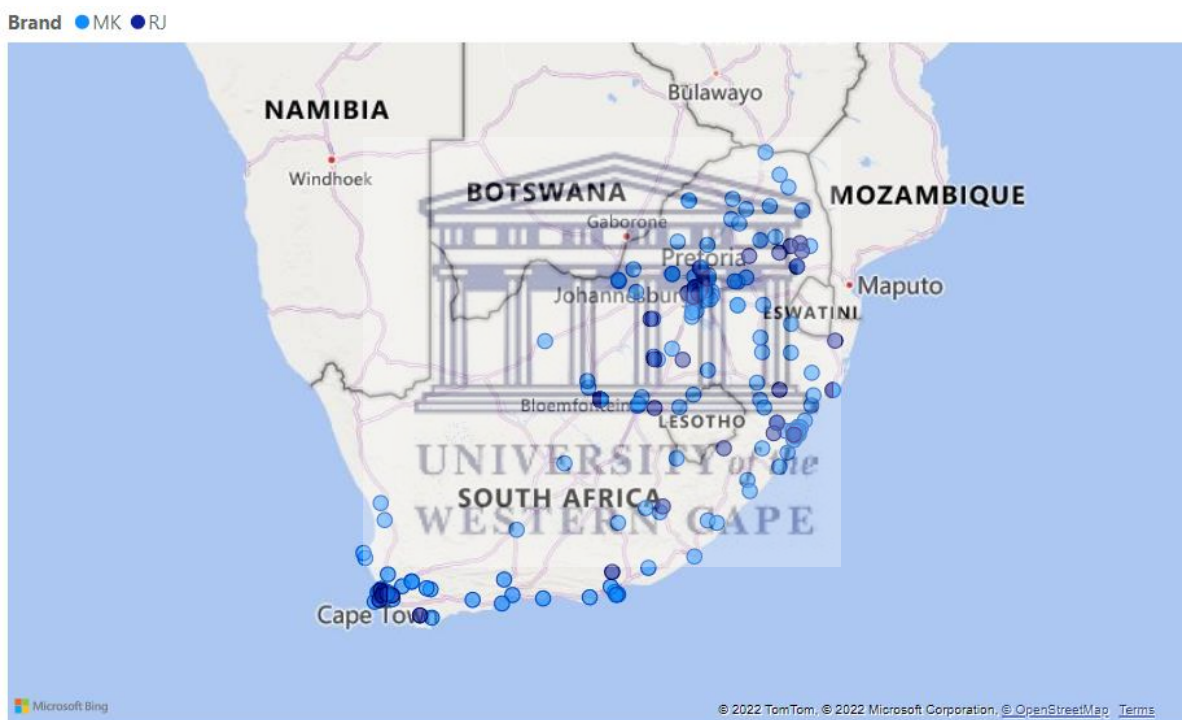 Brand MK RJ
NAMIBIA
Windhoek
Bulawayo
BOTSWANA
Gaborone
MOZAMBIQUE
Pretoria
Johannesburg
Maputo
ESWATINI
Bloemfontein
LESOTHO
UNIVERSITY of the
SOUTH AFRICA
WESTERN CAPE
Cape Town
Microsoft Bing
© 2022 TomTom, © 2022 Microsoft Corporation, © OpenStreetMap Terms